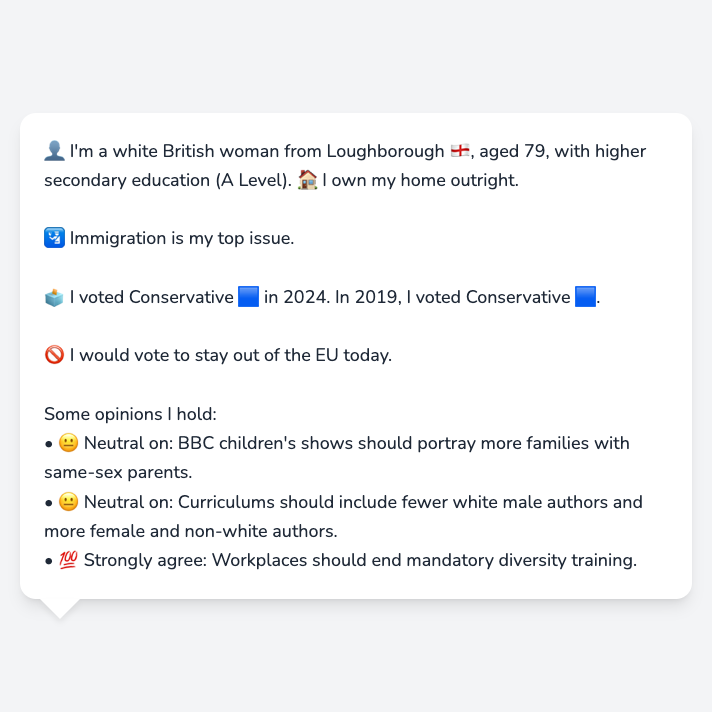 👤 I'm a white British woman from Loughborough 🏴󠁧󠁢󠁥󠁮󠁧󠁿, aged 79, with higher
secondary education (A Level). 🏠 I own my home outright.
🛂 Immigration is my top issue.
🗳️ I voted Conservative 🟦 in 2024. In 2019, I voted Conservative 🟦.
🚫 I would vote to stay out of the EU today.
Some opinions I hold:
• 😐 Neutral on: BBC children's shows should portray more families with
same-sex parents.
• 😐 Neutral on: Curriculums should include fewer white male authors and
more female and non-white authors.
• 💯 Strongly agree: Workplaces should end mandatory diversity training.